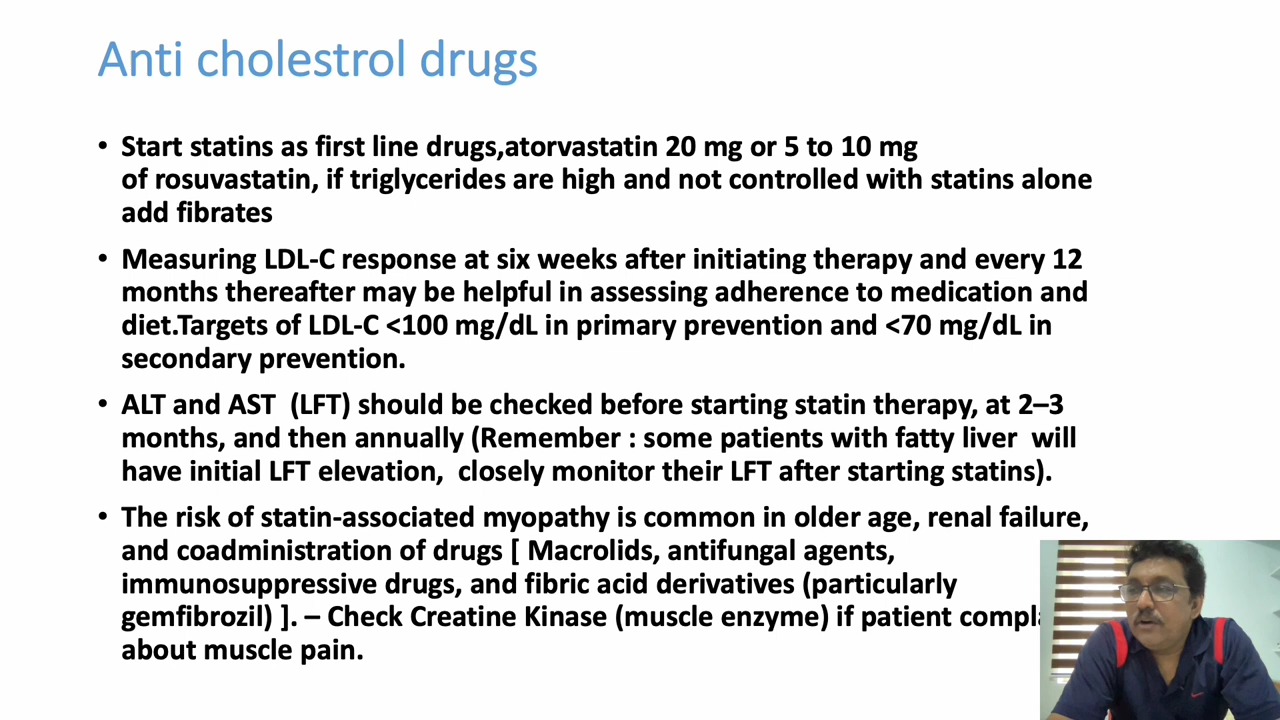 Anti cholestrol drugs
• Start statins as first line drugs,atorvastatin 20 mg or 5 to 10 mg
of rosuvastatin, if triglycerides are high and not controlled with statins alone
add fibrates
• Measuring LDL-C response at six weeks after initiating therapy and every 12
months thereafter may be helpful in assessing adherence to medication and
diet.Targets of LDL-C <100 mg/dL in primary prevention and <70 mg/dL in
secondary prevention.
• ALT and AST  (LFT) should be checked before starting statin therapy, at 2–3
months, and then annually (Remember : some patients with fatty liver  will
have initial LFT elevation,  closely monitor their LFT after starting statins).
• The risk of statin-associated myopathy is common in older age, renal failure,
and coadministration of drugs [ Macrolids, antifungal agents,
immunosuppressive drugs, and fibric acid derivatives (particularly
gemfibrozil) ]. – Check Creatine Kinase (muscle enzyme) if patient
about muscle pain.